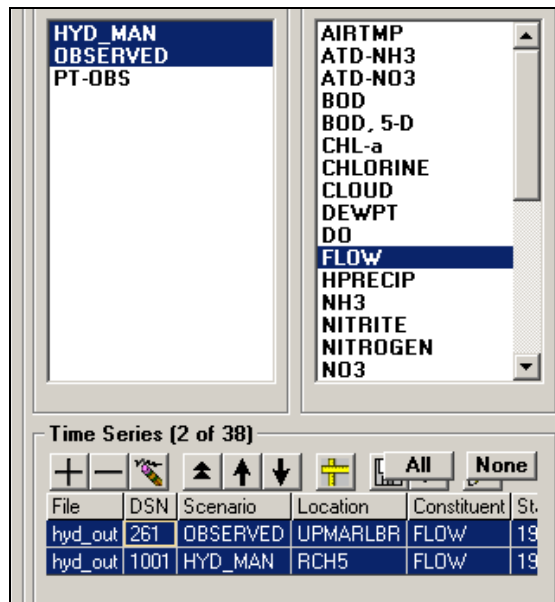 HYD_MAN
OBSERVED
PT-OBS
AIRTMP
ATD-NH3
ATD-NO3
BOD
BOD, 5-D
CHL-a
CHLORINE
CLOUD
DEWPT
DO
FLOW
HPRECIP
NH3
NITRITE
NITROGEN
NO3
Time Series (2 of 38)
All None
File DSN Scenario Location Constituent
hyd_out 261 OBSERVED UPMARLBR FLOW 19
hyd_out 1001 HYD_MAN RCH5 FLOW 19